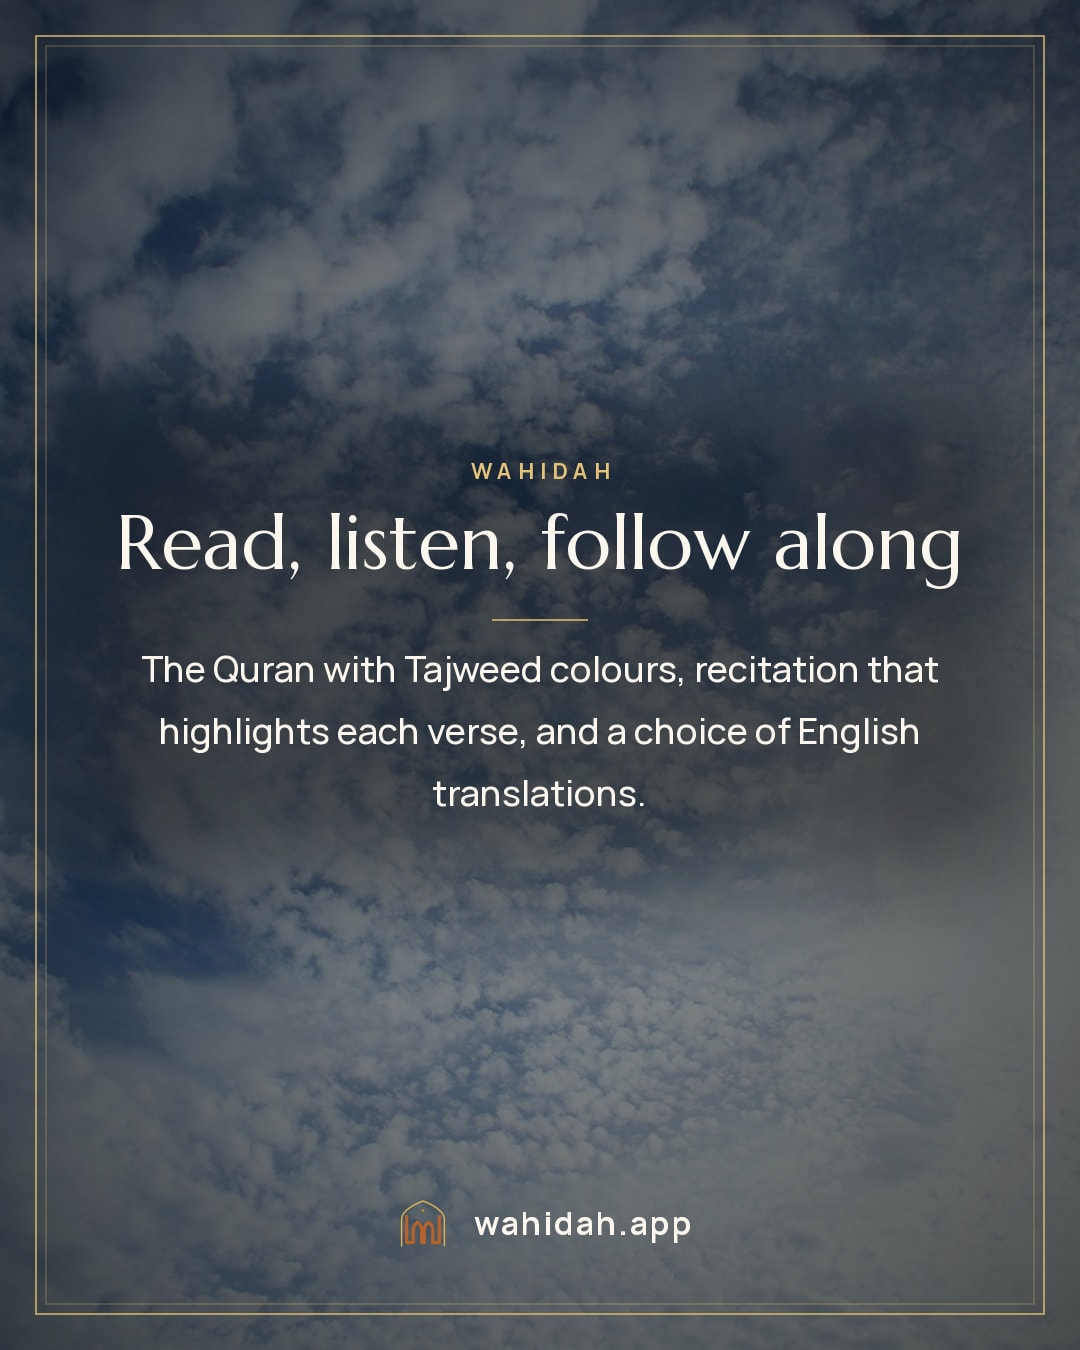 WAHIDAH
Read, listen, follow along
The Quran with Tajweed colours, recitation that
highlights each verse, and a choice of English
translations.
wahidah.app